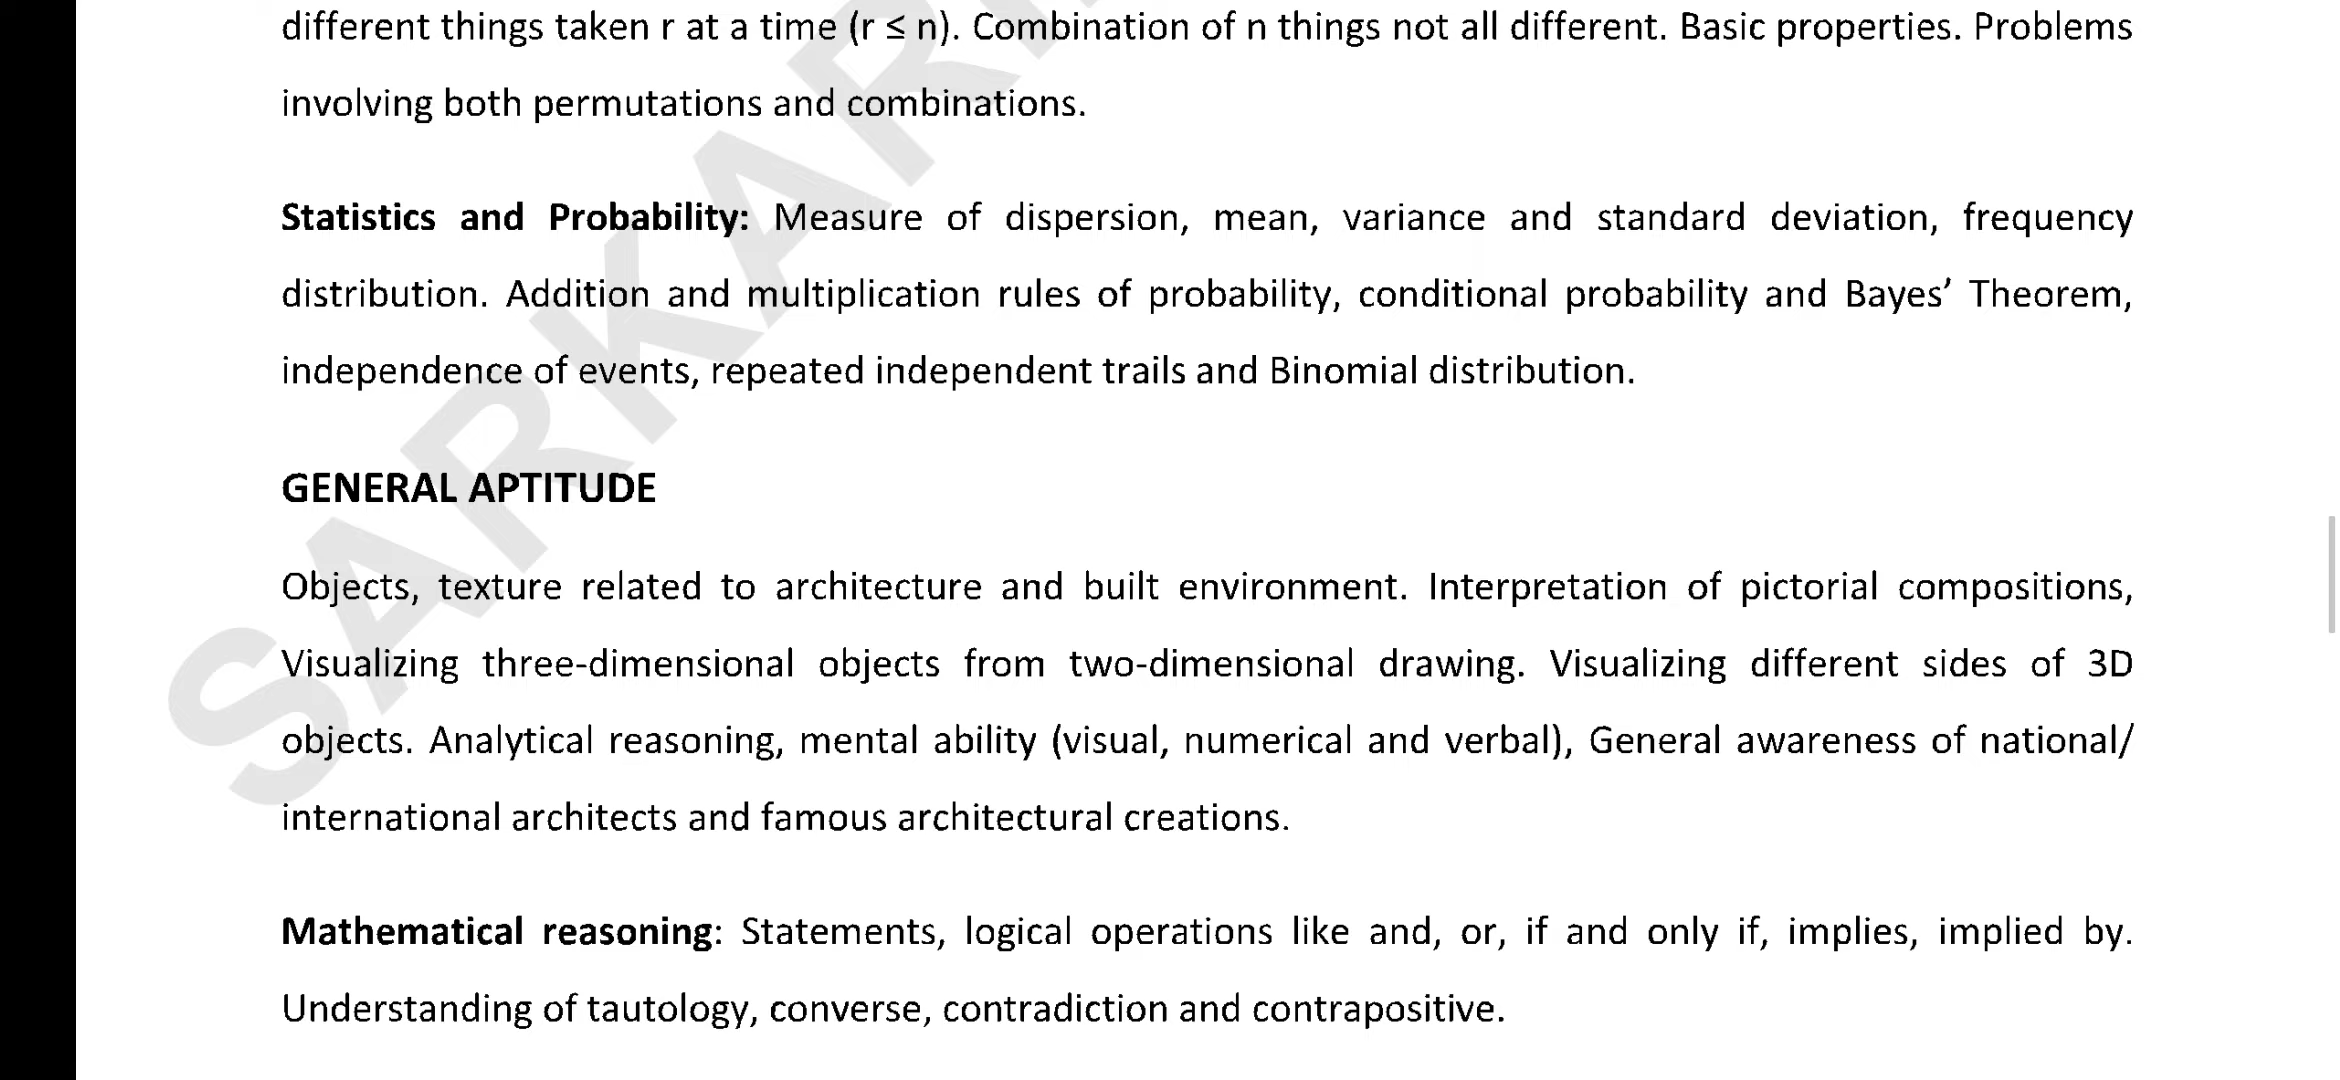 different things taken r at a time (r ≤ n). Combination of n things not all different. Basic properties. Problems
involving both permutations and combinations.
Statistics and Probability: Measure of dispersion, mean, variance and standard deviation, frequency
distribution. Addition and multiplication rules of probability, conditional probability and Bayes’ Theorem,
independence of events, repeated independent trails and Binomial distribution.
GENERAL APTITUDE
Objects, texture related to architecture and built environment. Interpretation of pictorial compositions,
Visualizing three-dimensional objects from two-dimensional drawing. Visualizing different sides of 3D
objects. Analytical reasoning, mental ability (visual, numerical and verbal), General awareness of national/
international architects and famous architectural creations.
Mathematical reasoning: Statements, logical operations like and, or, if and only if, implies, implied by.
Understanding of tautology, converse, contradiction and contrapositive.